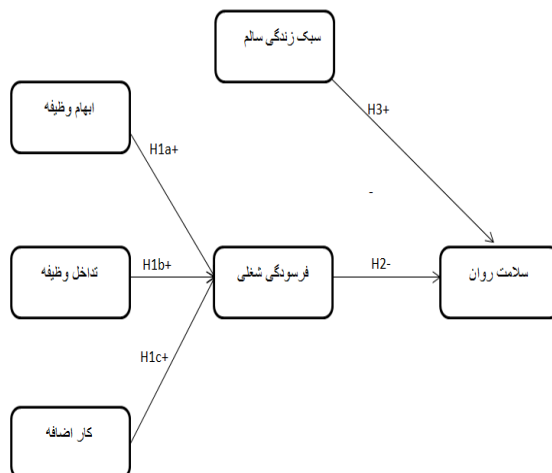 سبک زندگی سالم
ابهام وظیفه
H3+
H1a+
-
تداخل وظیفه
H1b+
فرسودگی شغلی
H2-
سلامت روان
H1c+
کار اضافه